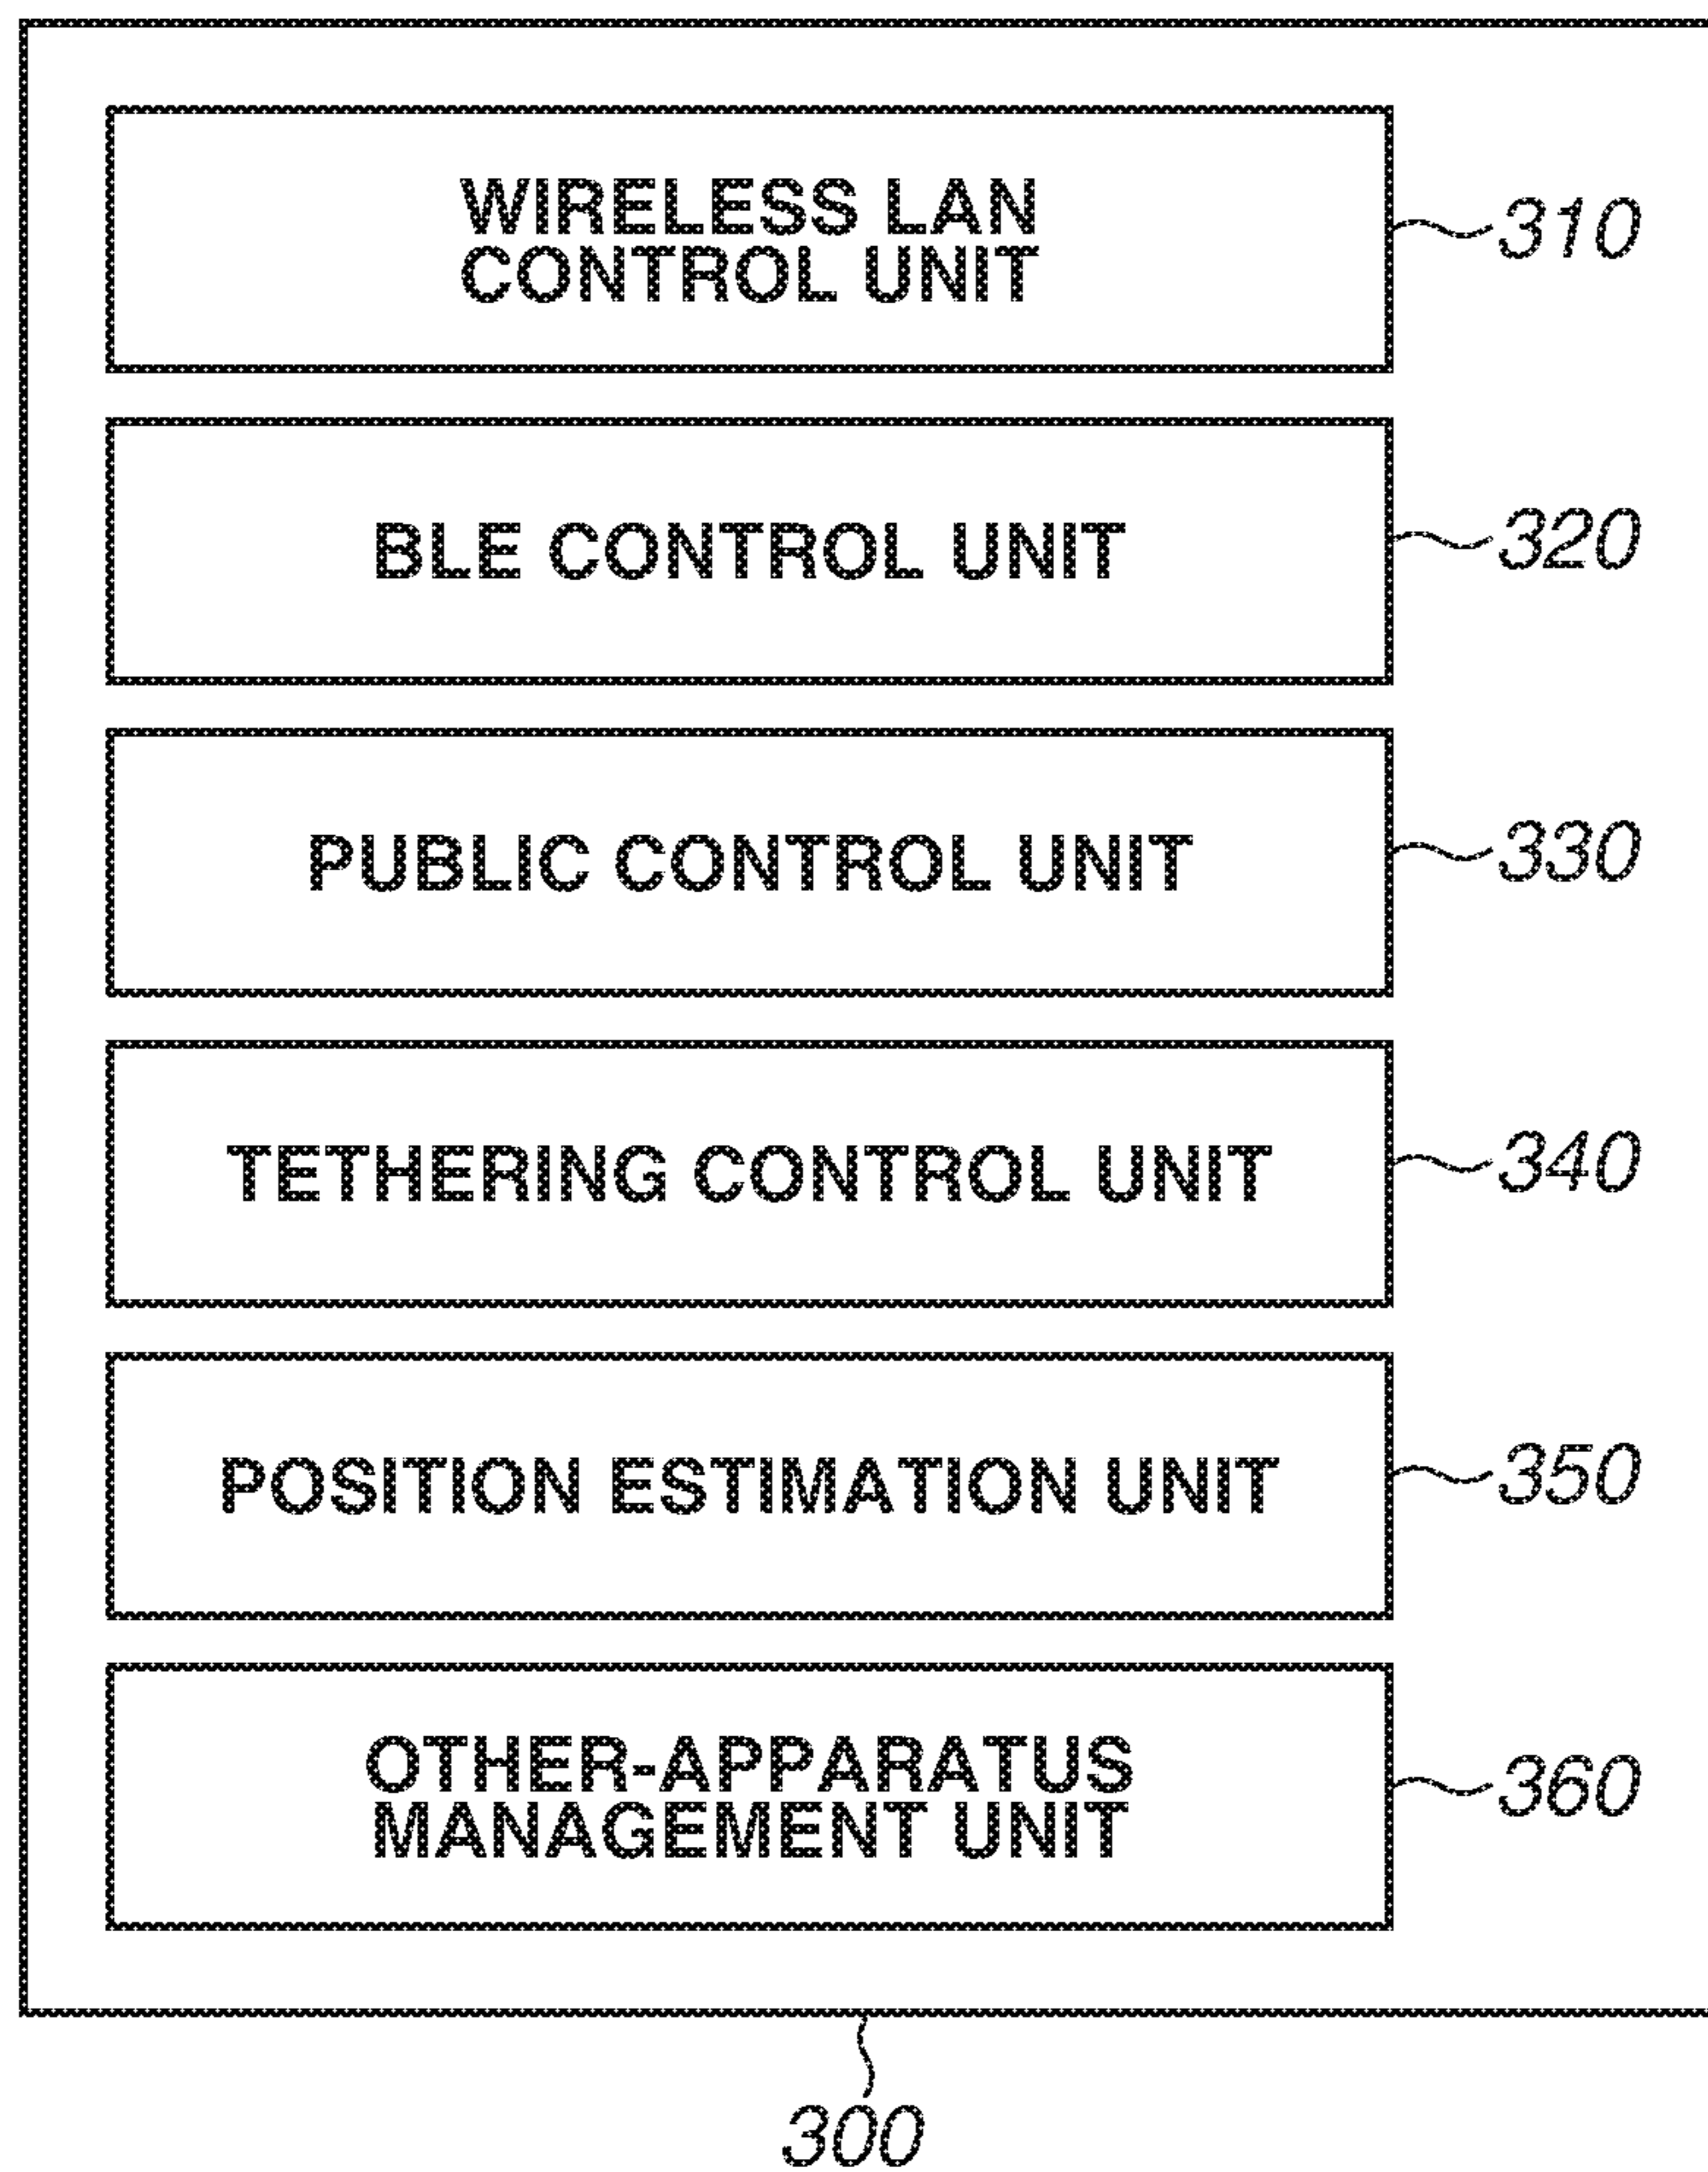 WIRELESS LAN
CONTROL UNIT
310
BLE CONTROL UNIT
320
PUBLIC CONTROL UNIT
330
TETHERING CONTROL UNIT
340
POSITION ESTIMATION UNIT
350
OTHER-APPARATUS
MANAGEMENT UNIT
360
300